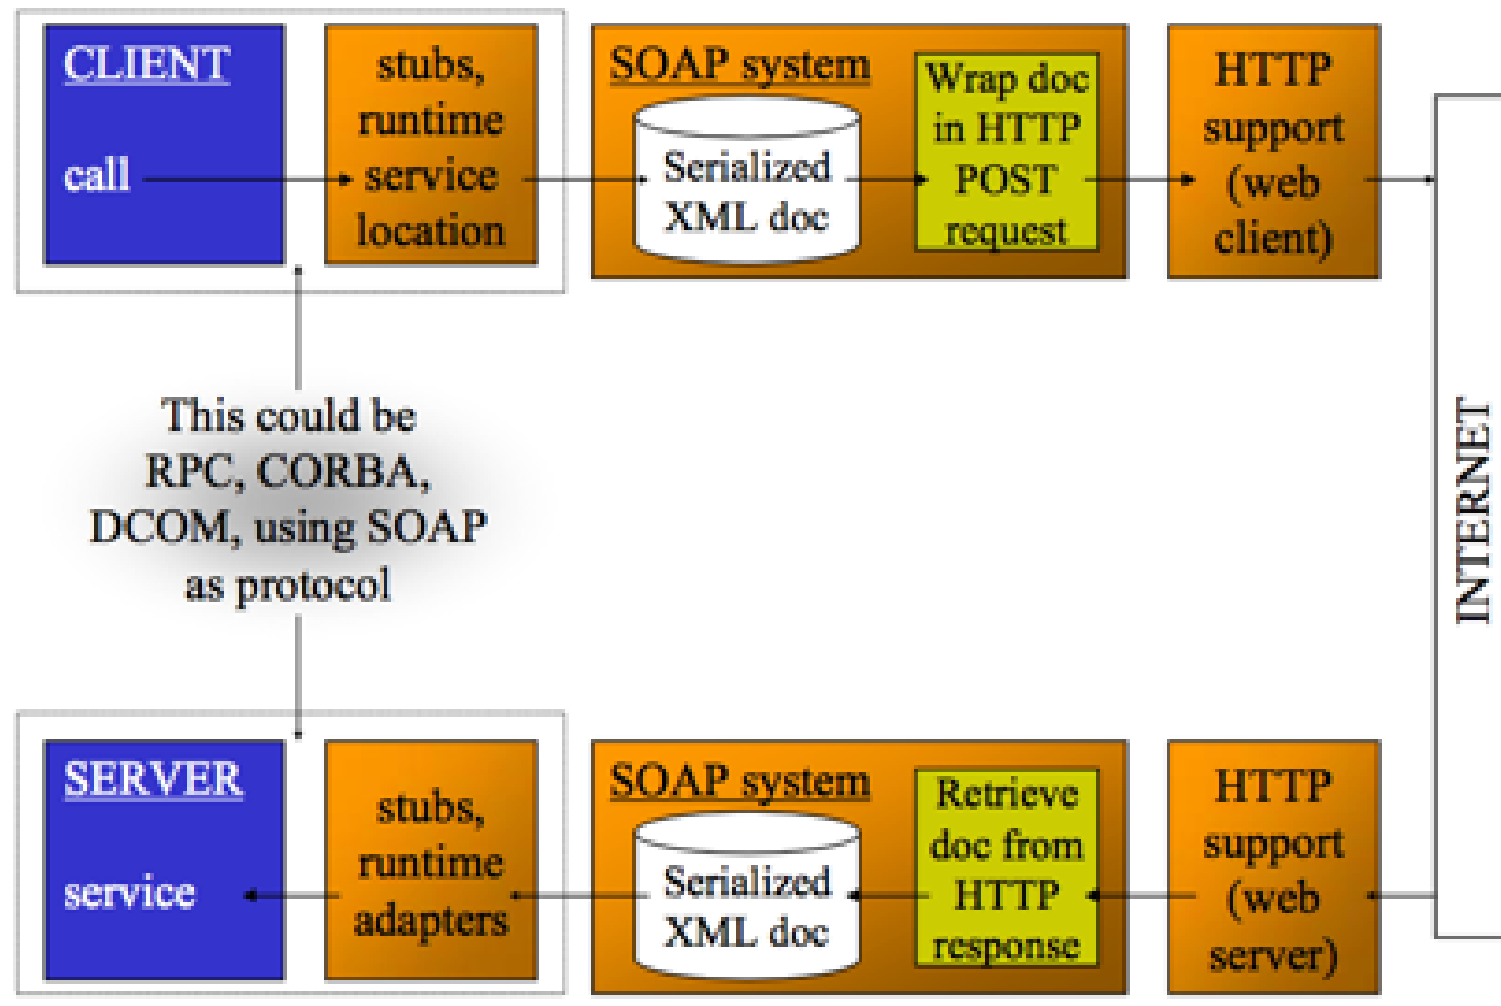 CLIENT
call
stubs,
runtime
service
location
SOAP system
Serialized
XML doc
Wrap doc
in HTTP
POST
request
HTTP
support
(web
client)
INTERNET
This could be
RPC, CORBA,
DCOM, using SOAP
as protocol
SERVER
service
stubs,
runtime
adapters
SOAP system
Serialized
XML doc
Retrieve
doc from
HTTP
response
HTTP
support
(web
server)